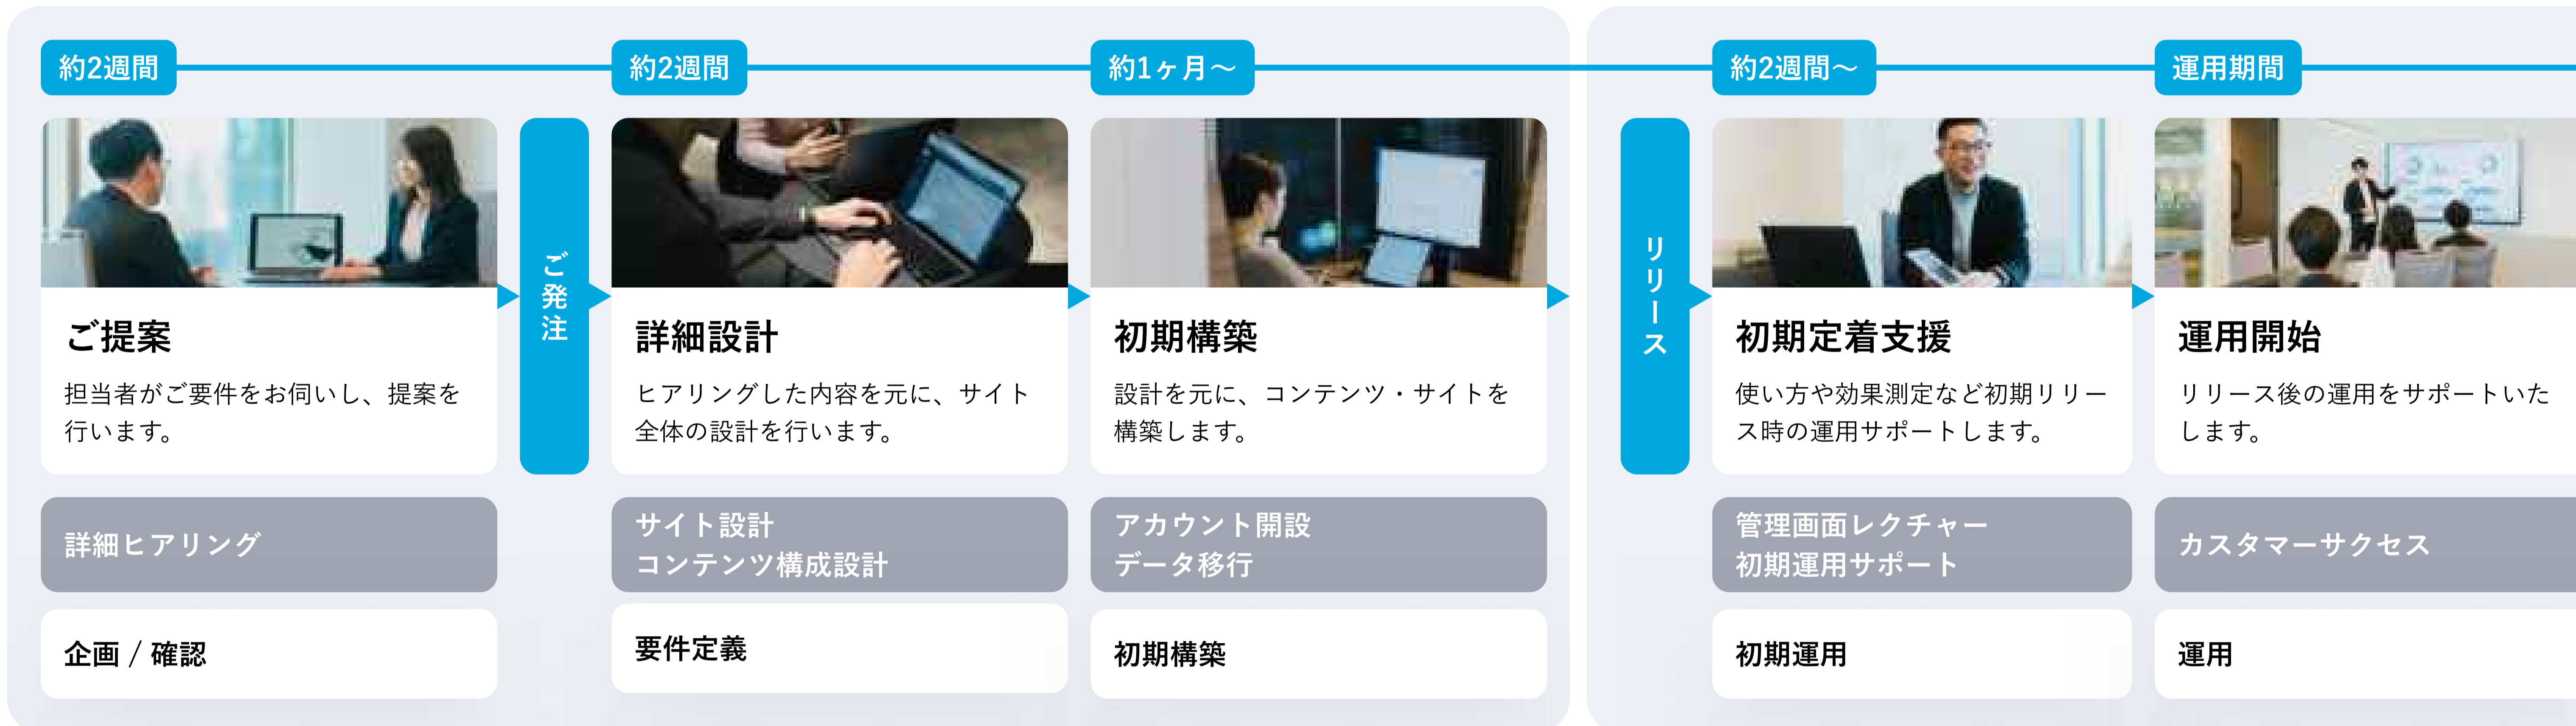 約2週間
約2週間
約1ヶ月〜
約2週間〜
運用期間
ご提案
担当者がご要件をお伺いし、提案を
行います。
詳細ヒアリング
企画 / 確認
ご発注
詳細設計
ヒアリングした内容を元に、サイト
全体の設計を行います。
サイト設計
コンテンツ構成設計
要件定義
初期構築
設計を元に、コンテンツ・サイトを
構築します。
アカウント開設
データ移行
初期構築
リリース
初期定着支援
使い方や効果測定など初期リリー
ス時の運用サポートします。
管理画面レクチャー
初期運用サポート
初期運用
運用開始
リリース後の運用をサポートいた
します。
カスタマーサクセス
運用